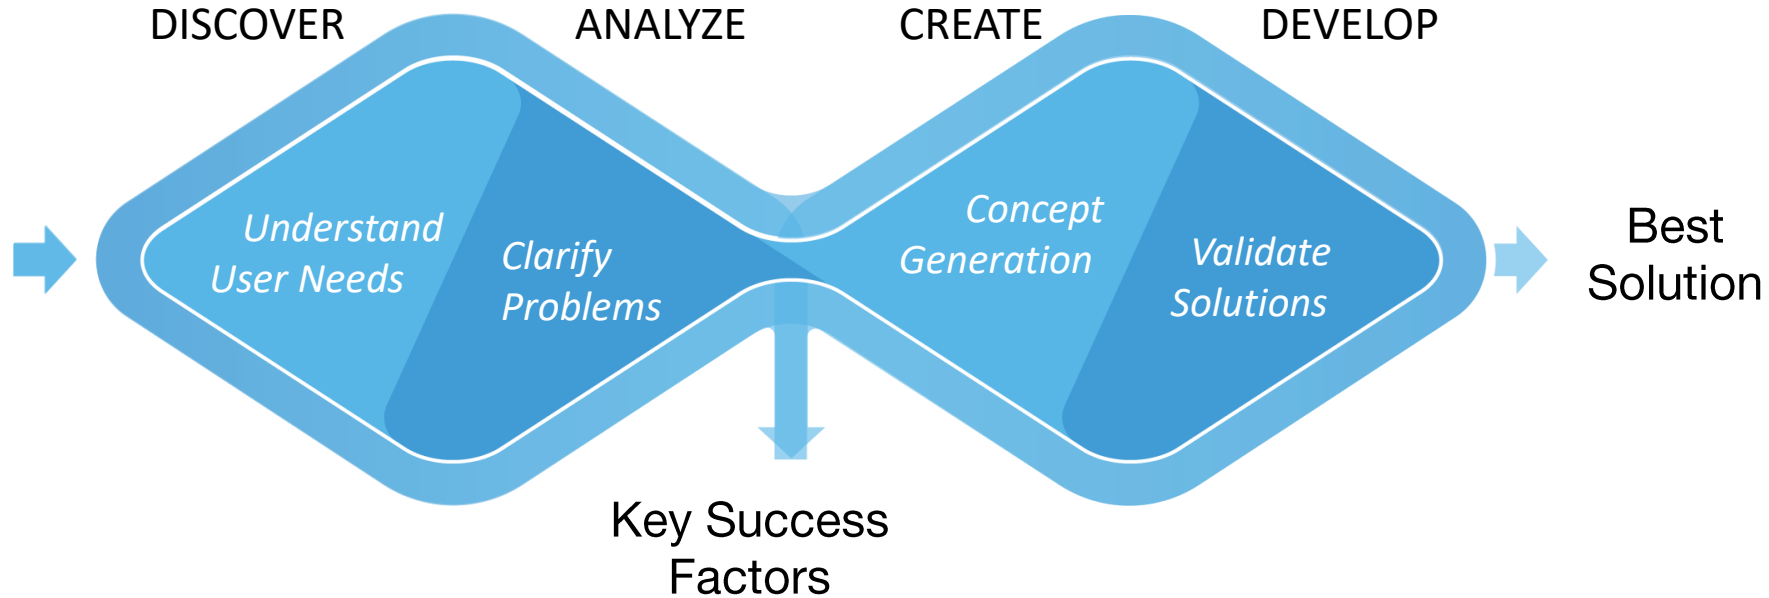 DISCOVER
ANALYZE
CREATE
DEVELOP
Understand
User Needs
Clarify
Problems
Concept
Generation
Validate
Solutions
Best
Solution
Key Success
Factors